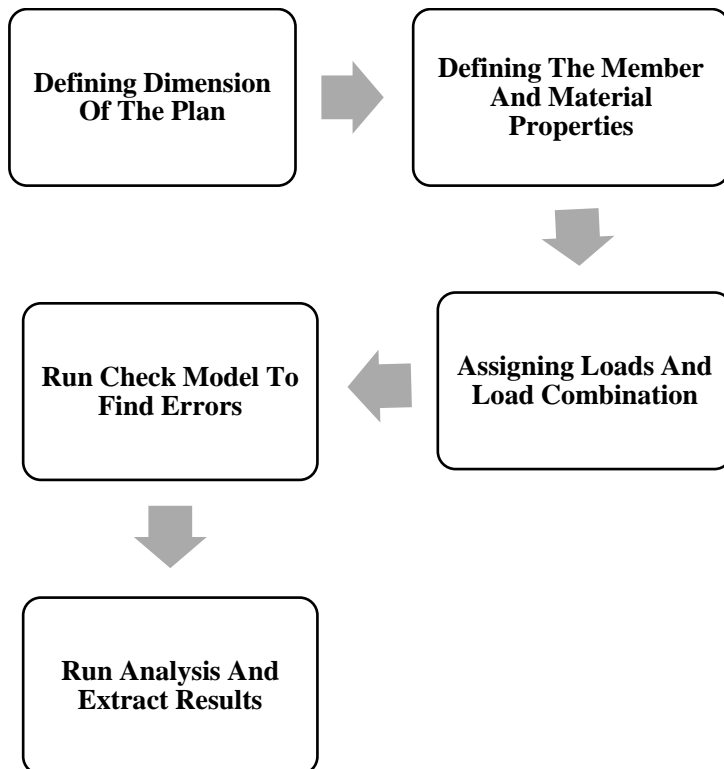 Defining Dimension
Of The Plan
Defining The Member
And Material
Properties
Assigning Loads And
Load Combination
Run Check Model To
Find Errors
Run Analysis And
Extract Results